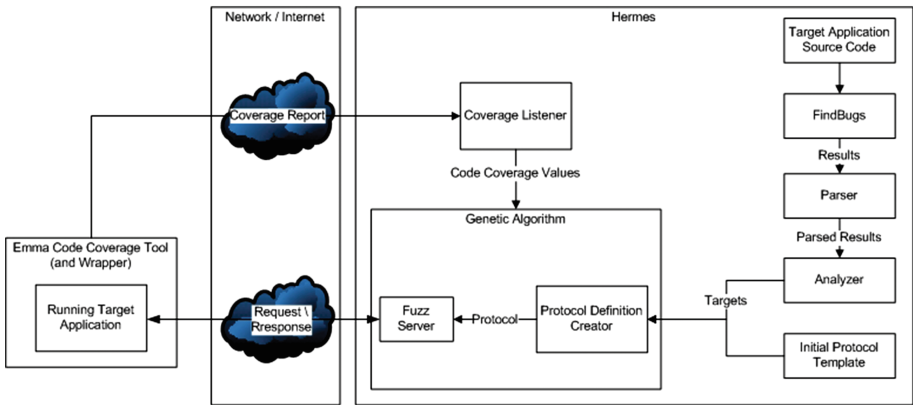 Network / Internet
Hermes
Target Application
Source Code
Coverage Report
Coverage Listener
FindBugs
Results
Code Coverage Values
Parser
Genetic Algorithm
Parsed Results
Emma Code Coverage Tool
(and Wrapper)
Analyzer
Running Target
Application
Request \
Rresponse
Fuzz
Server
Protocol
Protocol Definition
Creator
Targets
Initial Protocol
Template